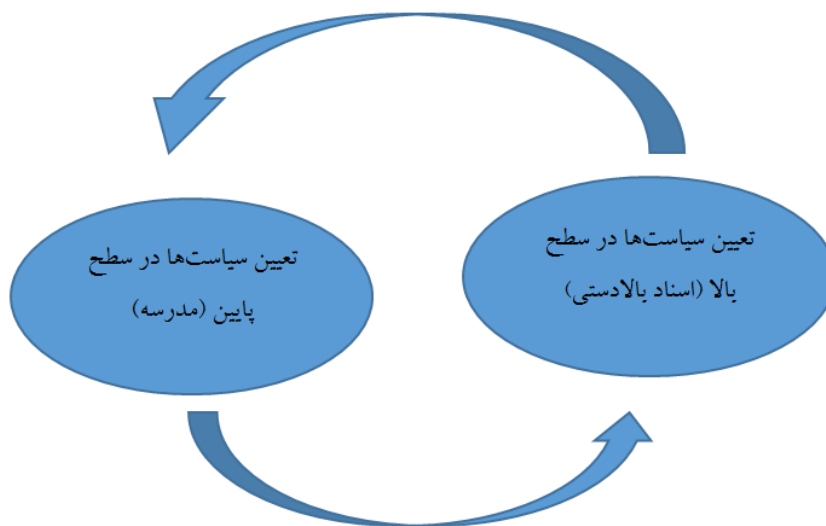 تعیین سیاست‌ها در سطح
بالا (اسناد بالادستی)
تعیین سیاست‌ها در سطح
پایین (مدرسه)